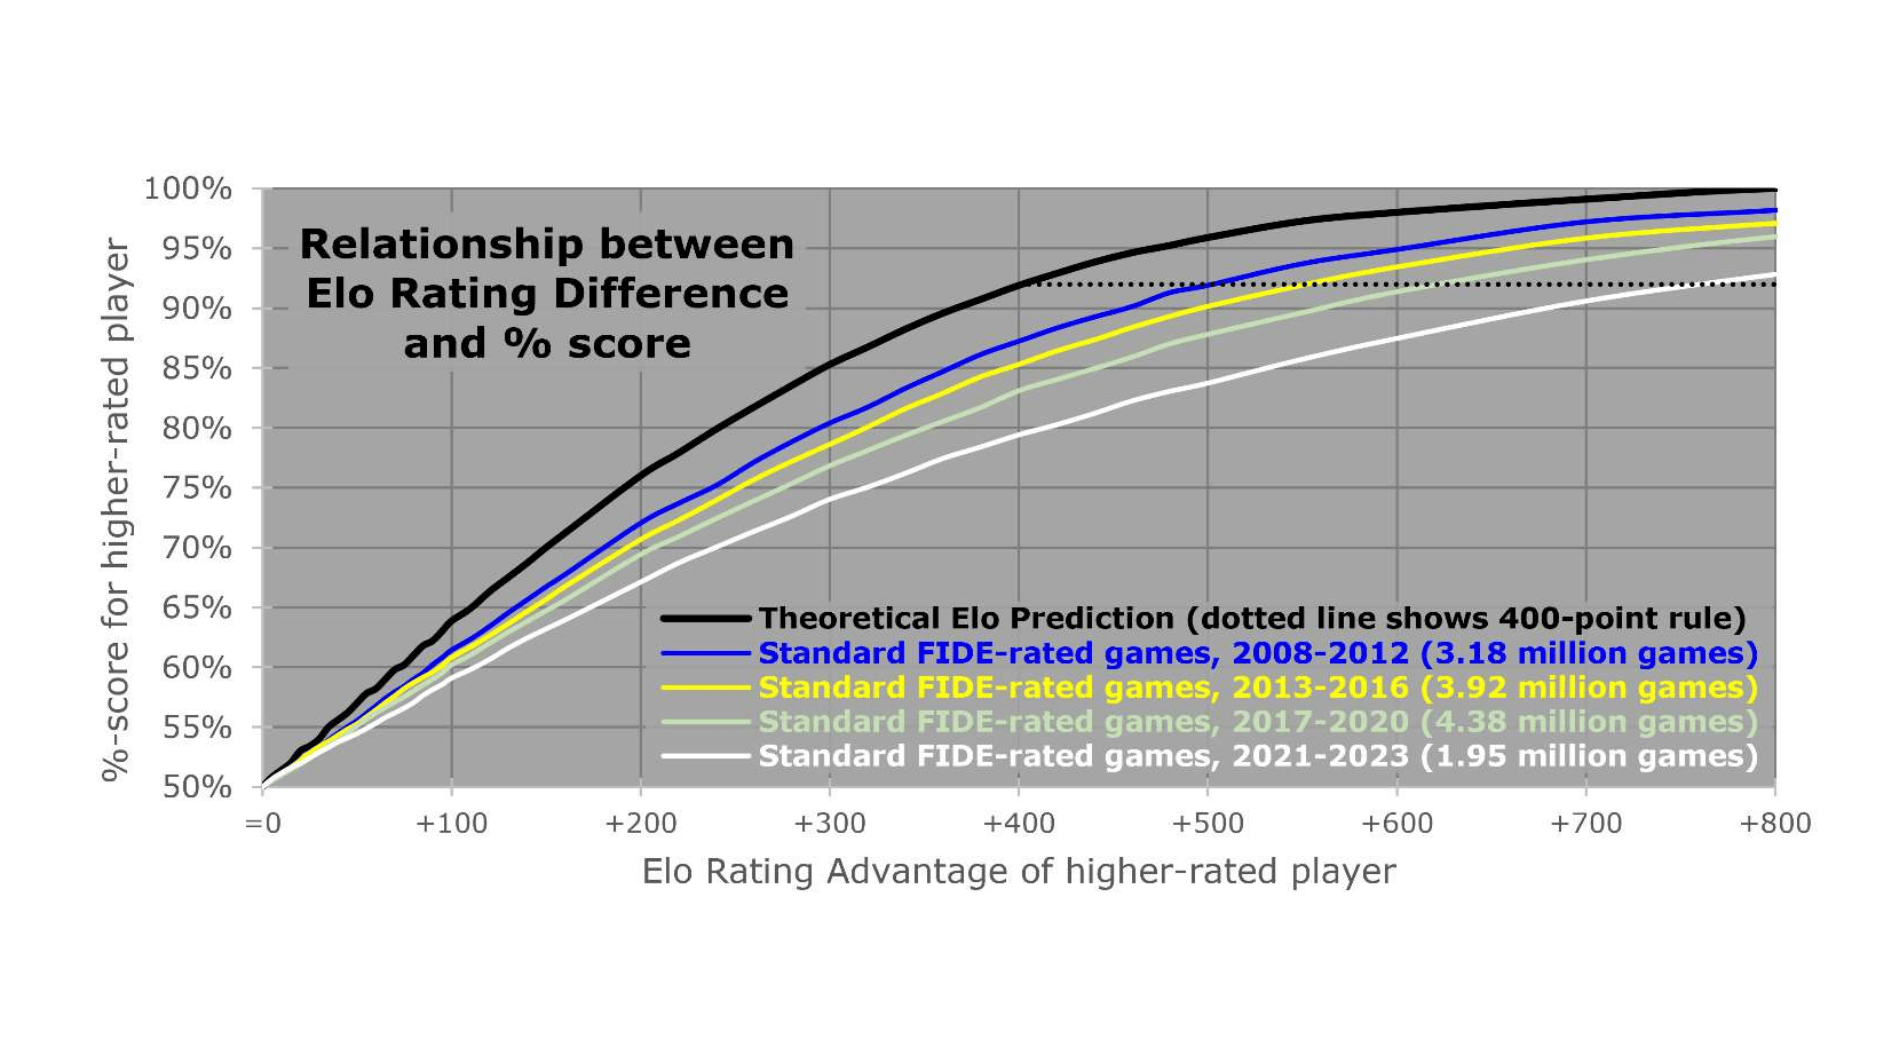 Relationship between
Elo Rating Difference
and % score
%-score for higher-rated player
100%
95%
90%
85%
80%
75%
70%
65%
60%
55%
50%
Theoretical Elo Prediction (dotted line shows 400-point rule)
Standard FIDE-rated games, 2008-2012 (3.18 million games)
Standard FIDE-rated games, 2013-2016 (3.92 million games)
Standard FIDE-rated games, 2017-2020 (4.38 million games)
Standard FIDE-rated games, 2021-2023 (1.95 million games)
=0 +100 +200 +300 +400 +500 +600 +700 +800
Elo Rating Advantage of higher-rated player